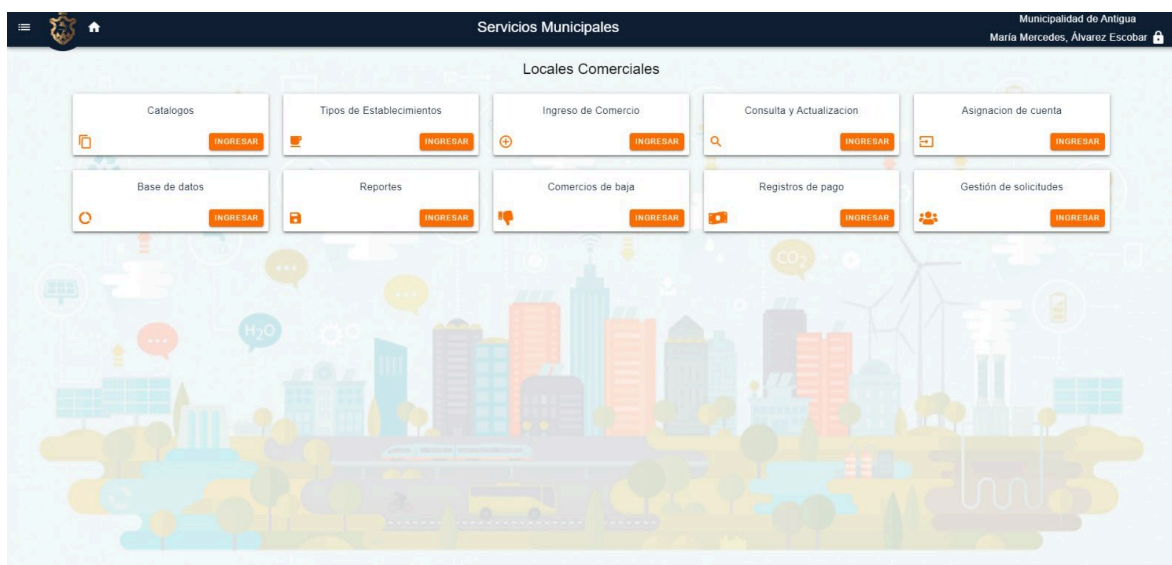 Servicios Municipales
Municipalidad de Antigua
María Mercedes, Álvarez Escobar
Locales Comerciales
Catalogos
INGRESAR
Tipos de Establecimientos
INGRESAR
Ingreso de Comercio
INGRESAR
Consulta y Actualizacion
INGRESAR
Asignacion de cuenta
INGRESAR
Base de datos
INGRESAR
Reportes
INGRESAR
Comercios de baja
INGRESAR
Registros de pago
INGRESAR
Gestión de solicitudes
INGRESAR
CO2
H2O